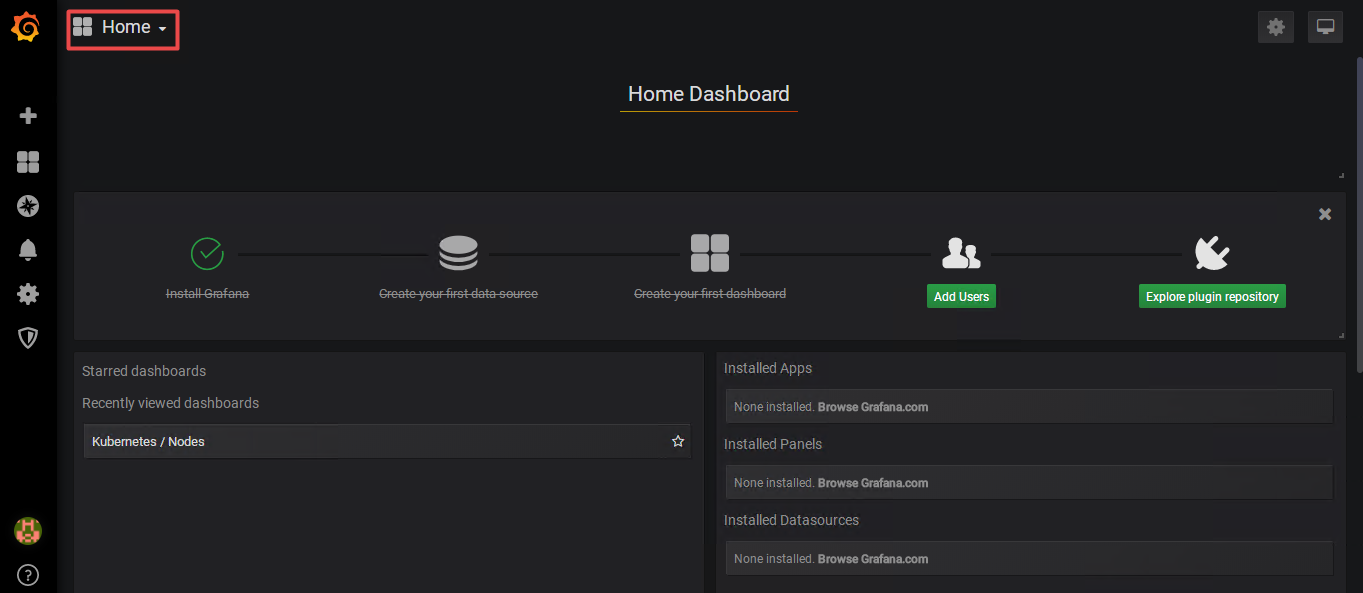 Home
Home Dashboard
Install Grafana
Create your first data source
Create your first dashboard
Add Users
Explore plugin repository
Starred dashboards
Recently viewed dashboards
Kubernetes / Nodes
Installed Apps
None installed. Browse Grafana.com
Installed Panels
None installed. Browse Grafana.com
Installed Datasources
None installed. Browse Grafana.com
?